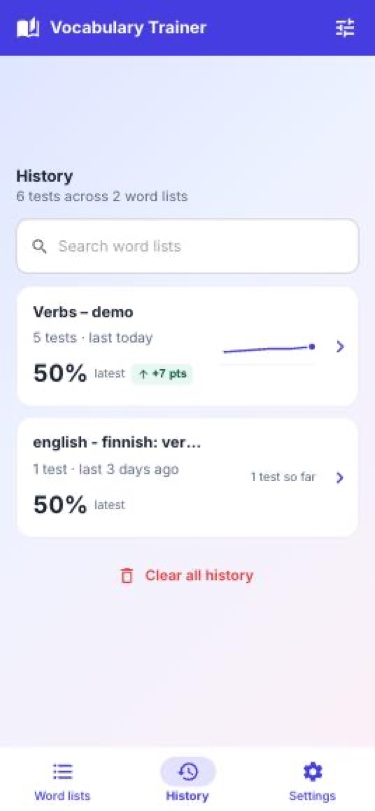 Vocabulary Trainer
History
6 tests across 2 word lists
Search word lists
Verbs – demo
5 tests · last today
50% latest ↑ +7 pts
english - finnish: ver...
1 test · last 3 days ago
1 test so far
50% latest
Clear all history
Word lists
History
Settings